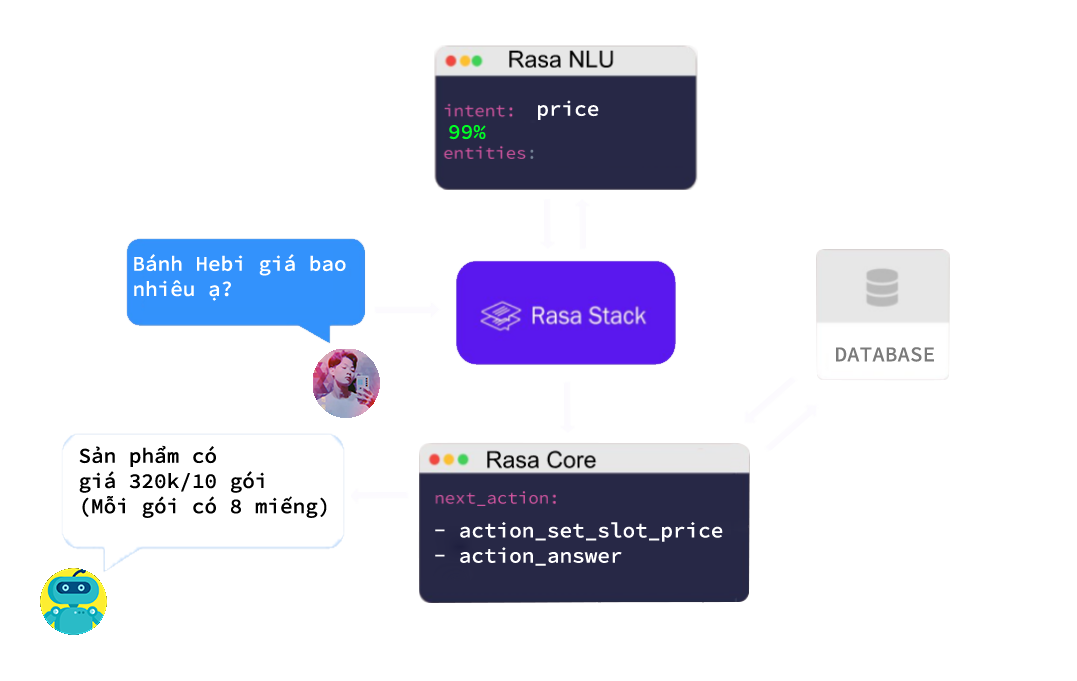 Rasa NLU
intent: price
99%
entities:
Bánh Hebi giá bao
nhiêu ạ?
Rasa Stack
DATABASE
Sản phẩm có
giá 320k/10 gói
(Mỗi gói có 8 miếng)
Rasa Core
next_action:
- action_set_slot_price
- action_answer